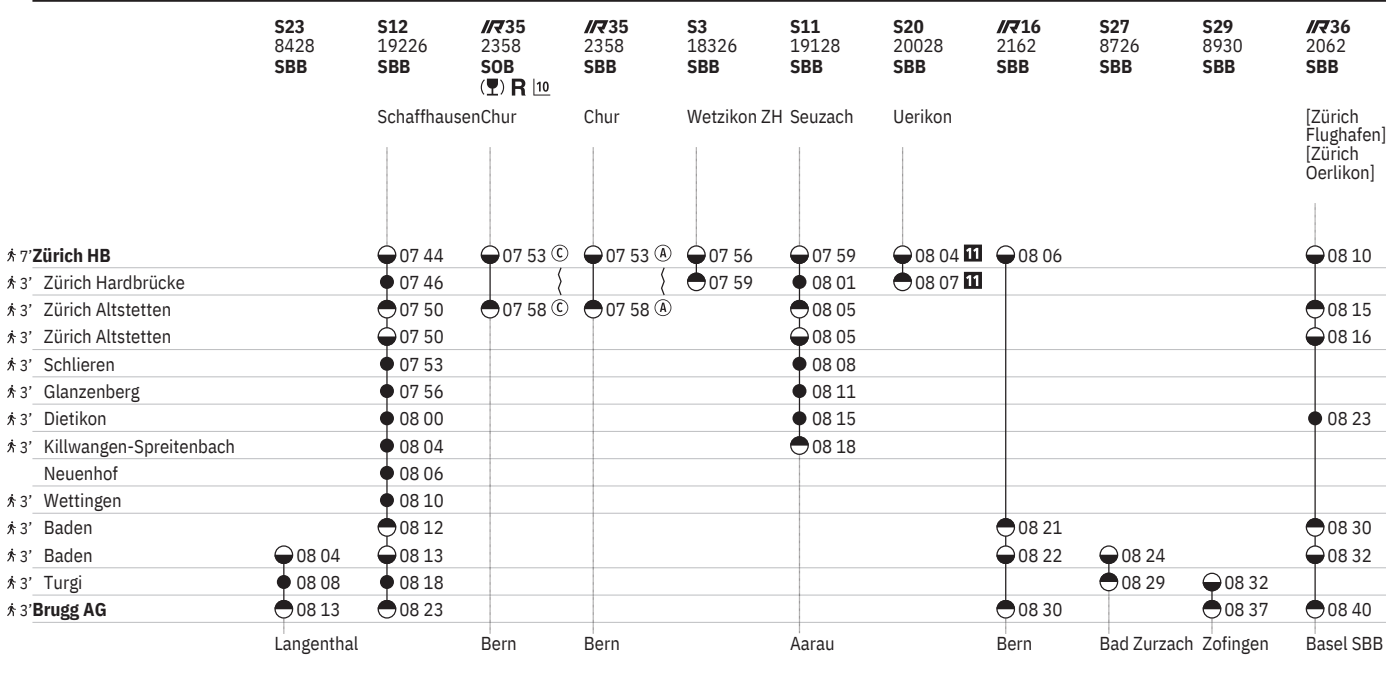 S23 S12 IR35 IR35 S3 S11 S20 IR16 S27 S29 IR36
8428 19226 2358 2358 18326 19128 20028 2162 8726 8930 2062
SBB SBB SOB SBB SBB SBB SBB SBB SBB SBB SBB
R 10
Schaffhausen Chur Chur Wetzikon ZH Seuzach Uerikon [Zürich
Flughafen]
[Zürich
Oerlikon]
7’ Zürich HB 07 44 07 53 C 07 53 A 07 56 07 59 08 04 11 08 06 08 10
3’ Zürich Hardbrücke 07 46 07 59 08 01 08 07 11
3’ Zürich Altstetten 07 50 07 58 C 07 58 A 08 05 08 15
3’ Zürich Altstetten 07 50 08 05 08 16
3’ Schlieren 07 53 08 08
3’ Glanzenberg 07 56 08 11
3’ Dietikon 08 00 08 15 08 23
3’ Killwangen-Spreitenbach 08 04 08 18
Neuenhof 08 06
3’ Wettingen 08 10
3’ Baden 08 12 08 21 08 30
3’ Baden 08 04 08 13 08 22 08 24 08 32
3’ Turgi 08 08 08 18 08 29 08 32
3’ Brugg AG 08 13 08 23 08 30 08 37 08 40
Langenthal Bern Bern Aarau Bern Bad Zurzach Zofingen Basel SBB